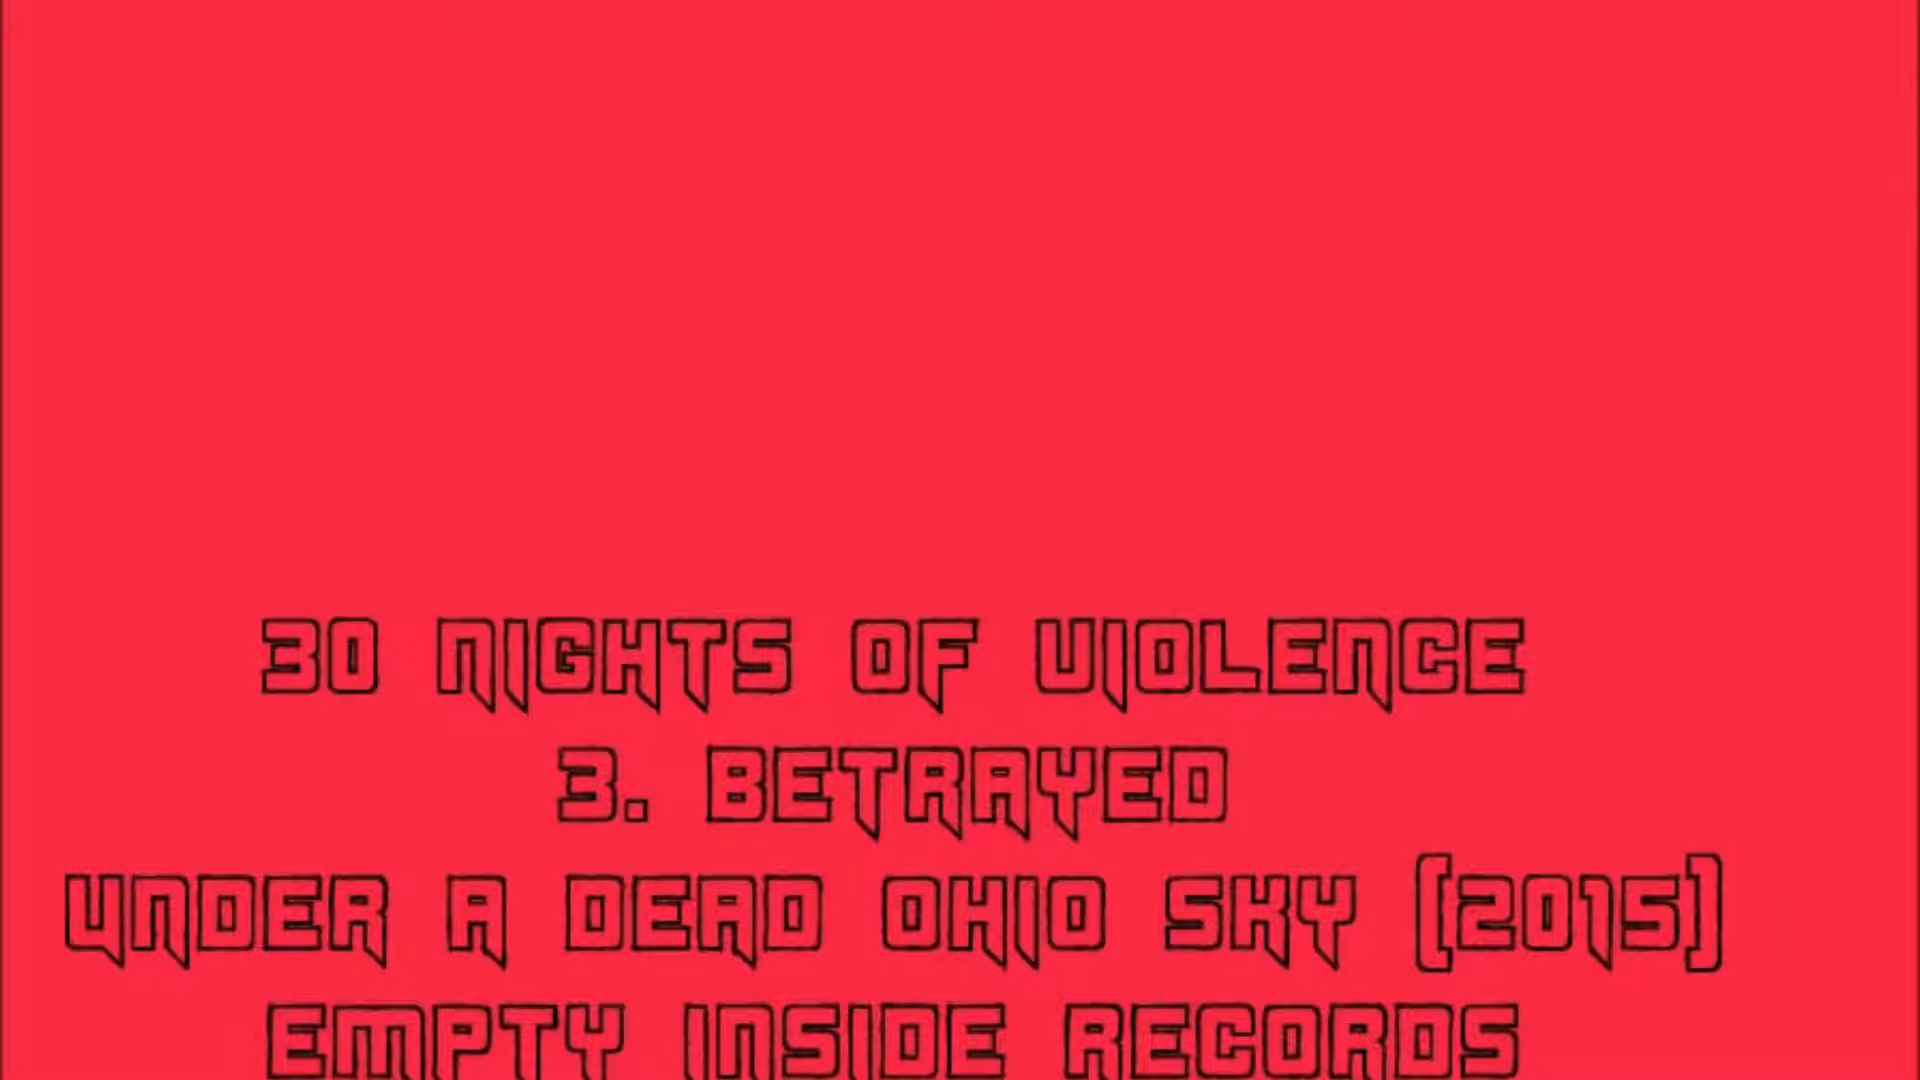 30 NIGHTS OF VIOLENCE
3. BETRAYED
UNDER A DEAD OHIO SKY (2015)
EMPTY INSIDE RECORDS